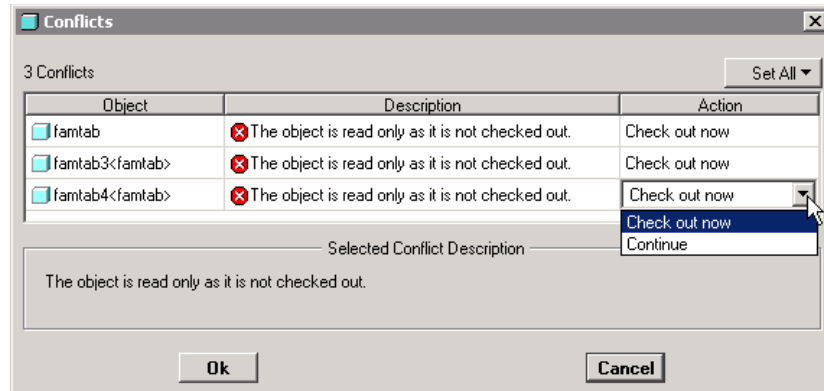 Conflicts
3 Conflicts
Set All
Object Description Action
famtab The object is read only as it is not checked out. Check out now
famtab3<famtab> The object is read only as it is not checked out. Check out now
famtab4<famtab> The object is read only as it is not checked out. Check out now
Check out now
Continue
Selected Conflict Description
The object is read only as it is not checked out.
Ok Cancel